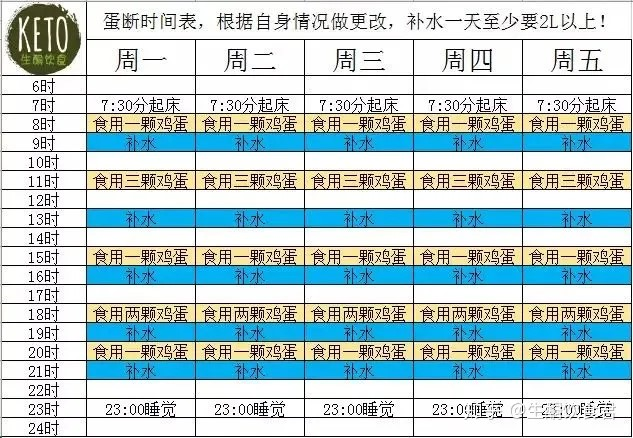 KETO
生酮饮食
蛋断时间表，根据自身情况做更改，补水一天至少要2L以上！
周一 周二 周三 周四 周五
6时
7时 7:30分起床 7:30分起床 7:30分起床 7:30分起床 7:30分起床
8时 食用一颗鸡蛋 食用一颗鸡蛋 食用一颗鸡蛋 食用一颗鸡蛋 食用一颗鸡蛋
9时 补水 补水 补水 补水 补水
10时
11时 食用三颗鸡蛋 食用三颗鸡蛋 食用三颗鸡蛋 食用三颗鸡蛋 食用三颗鸡蛋
12时
13时 补水 补水 补水 补水 补水
14时
15时 食用一颗鸡蛋 食用一颗鸡蛋 食用一颗鸡蛋 食用一颗鸡蛋 食用一颗鸡蛋
16时 补水 补水 补水 补水 补水
17时
18时 食用两颗鸡蛋 食用两颗鸡蛋 食用两颗鸡蛋 食用两颗鸡蛋 食用两颗鸡蛋
19时 补水 补水 补水 补水 补水
20时 食用一颗鸡蛋 食用一颗鸡蛋 食用一颗鸡蛋 食用一颗鸡蛋 食用一颗鸡蛋
21时 补水 补水 补水 补水 补水
22时
23时 23:00睡觉 23:00睡觉 23:00睡觉 23:00睡觉 23:00睡觉
24时